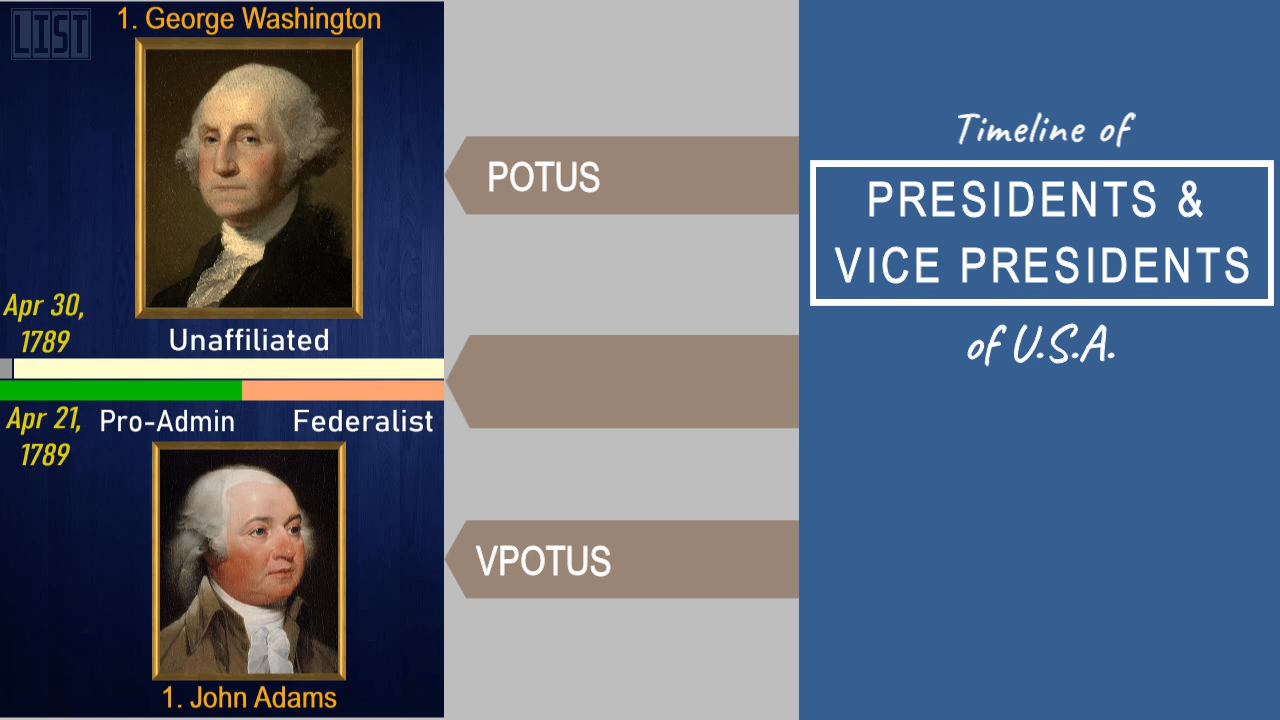 LIST
1. George Washington
Apr 30,
1789
Unaffiliated
Apr 21,
1789
Pro-Admin Federalist
1. John Adams
POTUS
VPOTUS
Timeline of
PRESIDENTS &
VICE PRESIDENTS
of U.S.A.